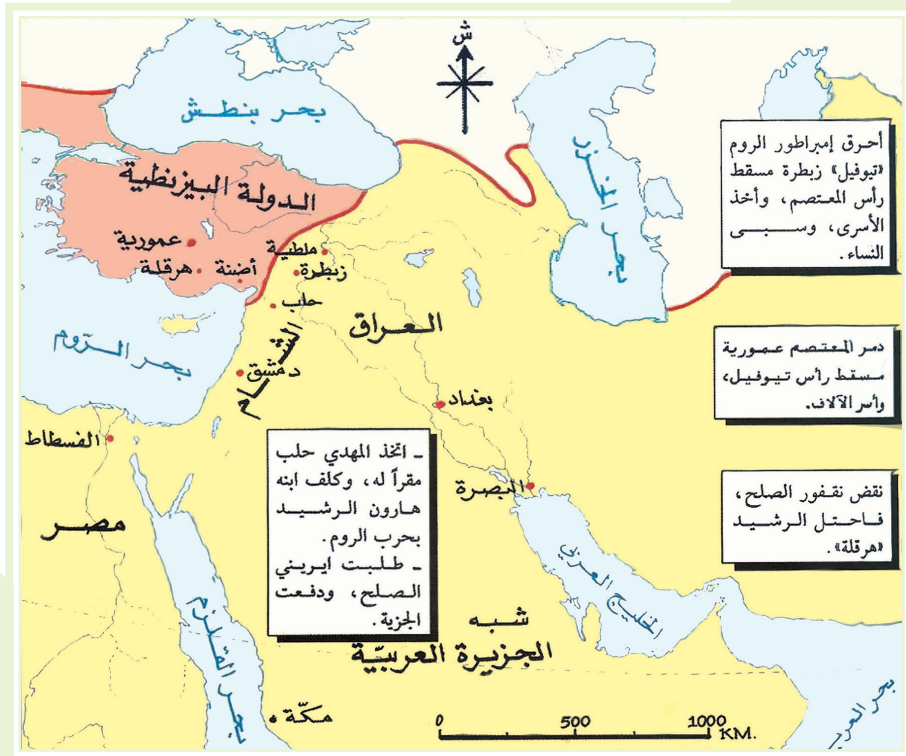 ش
بحر بنطش
بحر الخزر
الدولة البيزنطية
عمورية
هرقلة
أضنة
ملطية
زبطرة
حلب
بحر الروم
الشام
دمشق
العراق
بغداد
البصرة
الفسطاط
مصر
بحر القلزم
الخليج العربي
شبه
الجزيرة العربيّة
مكّة
بحر العرب
أحرق إمبراطور الروم
«تيوفيل» زبطرة مسقط
رأس المعتصم، وأخذ
الأسرى، وسبى
النساء.
دمر المعتصم عمورية
مسقط رأس تيوفيل،
وأسر الآلاف.
نقض نقفور الصلح،
فاحتل الرشيد
«هرقلة».
ـ اتخذ المهدي حلب
مقراً له، وكلف ابنه
هارون الرشيد
بحرب الروم.
ـ طلبت ايريني
الصلح، ودفعت
الجزية.
0 500 1000
KM.